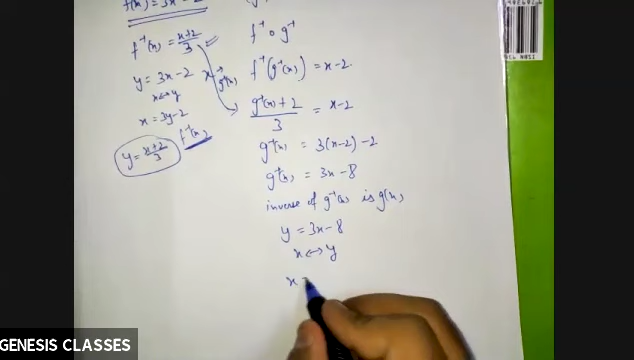 f(x) = 3x - 2
f⁻¹(x) = x+2/3
y = 3x - 2
x↔y
x = 3y - 2
y = x+2/3
f⁻¹(x)
x → g⁻¹(x)
f⁻¹ o g⁻¹
f⁻¹(g⁻¹(x)) = x - 2.
g⁻¹(x) + 2 / 3 = x - 2
g⁻¹(x) = 3(x-2) - 2
g⁻¹(x) = 3x - 8
inverse of g⁻¹(x) is g(x)
y = 3x - 8
x↔y
x
GENESIS CLASSES